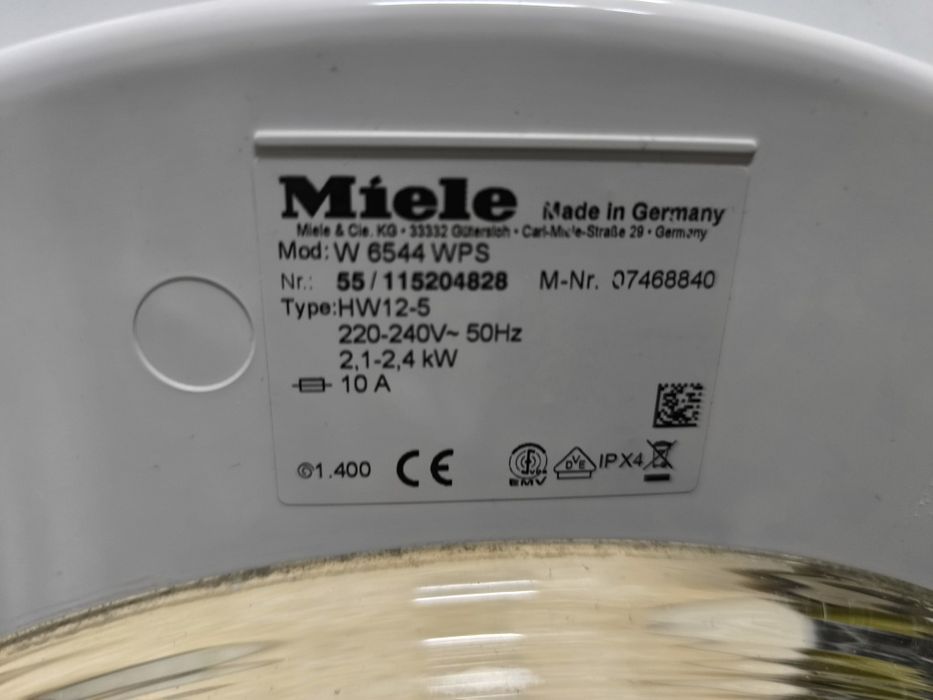 Miele Made in Germany
Miele & Cie. KG · 33332 Gütersloh · Carl-Miele-Straße 29 · Germany
Mod: W 6544 WPS
Nr.: 55 / 115204828 M-Nr. 07468840
Type: HW12-5
220-240V~ 50Hz
2,1-2,4 kW
10 A
1.400 CE EMV DVE IPX4